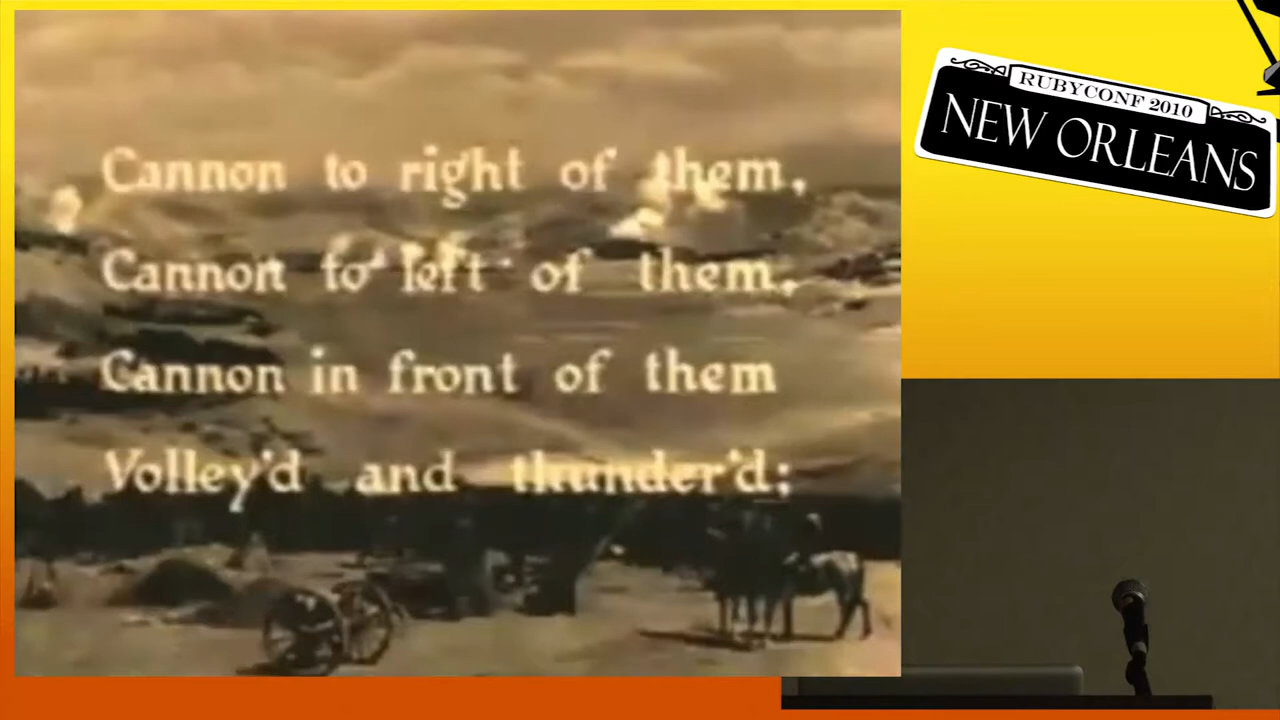 Cannon to right of them,
Cannon to left of them,
Cannon in front of them
Volley'd and thunder'd;
RUBYCONF 2010
NEW ORLEANS